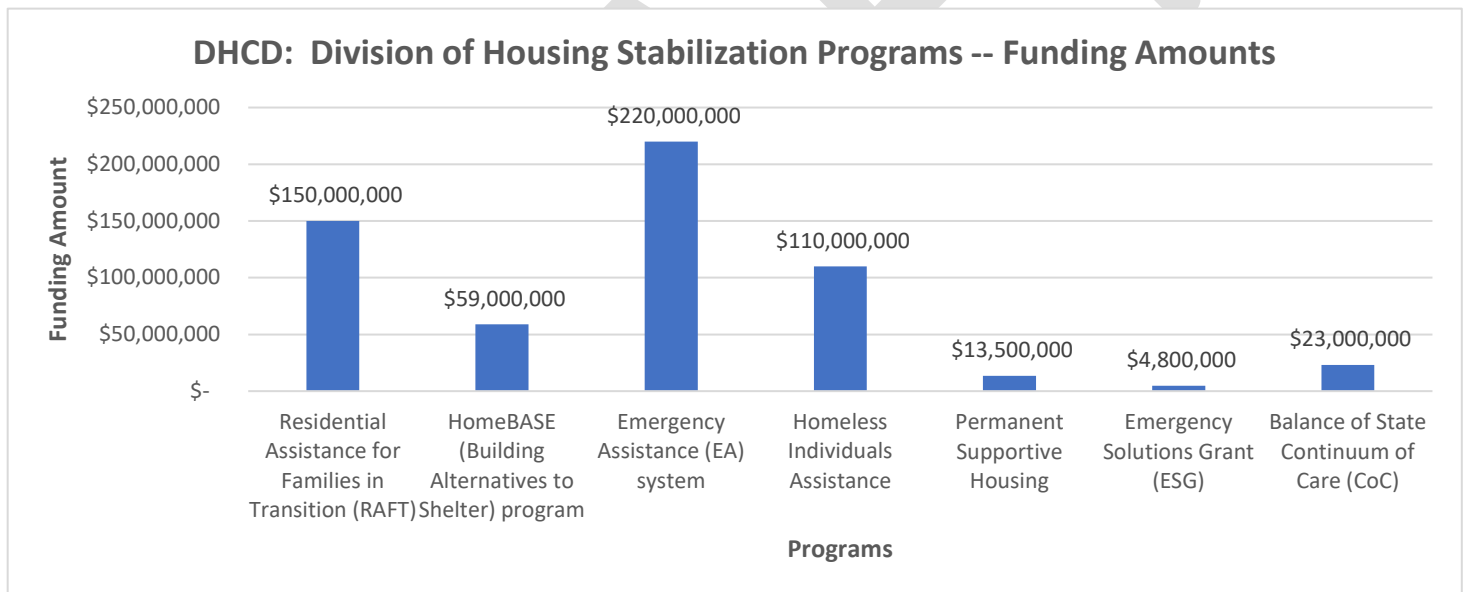 DHCD:  Division of Housing Stabilization Programs -- Funding Amounts
Funding Amount
$250,000,000
$200,000,000
$150,000,000
$100,000,000
$50,000,000
$-
$150,000,000
$59,000,000
$220,000,000
$110,000,000
$13,500,000
$4,800,000
$23,000,000
Residential
Assistance for
Families in
Transition (RAFT)
HomeBASE
(Building
Alternatives to
Shelter) program
Emergency
Assistance (EA)
system
Homeless
Individuals
Assistance
Permanent
Supportive
Housing
Emergency
Solutions Grant
(ESG)
Balance of State
Continuum of
Care (CoC)
Programs